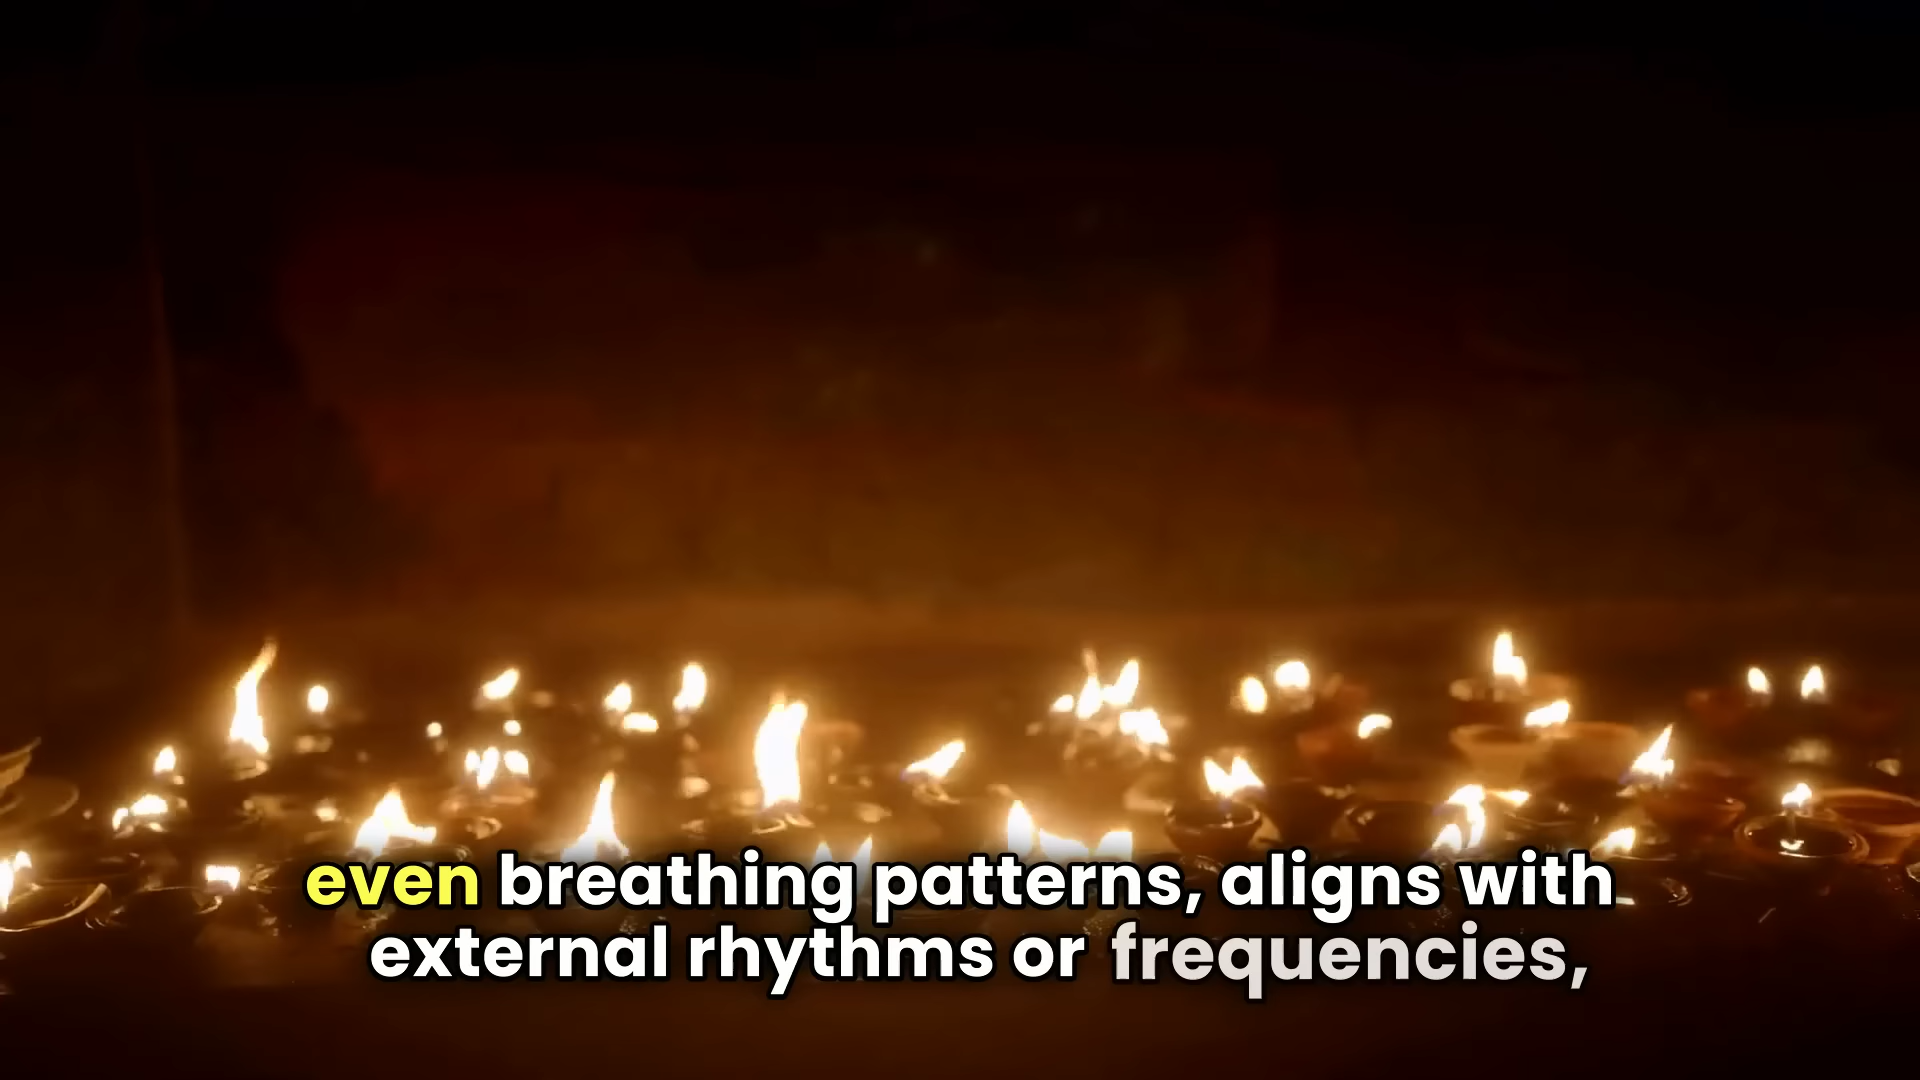 even breathing patterns, aligns with
external rhythms or frequencies,